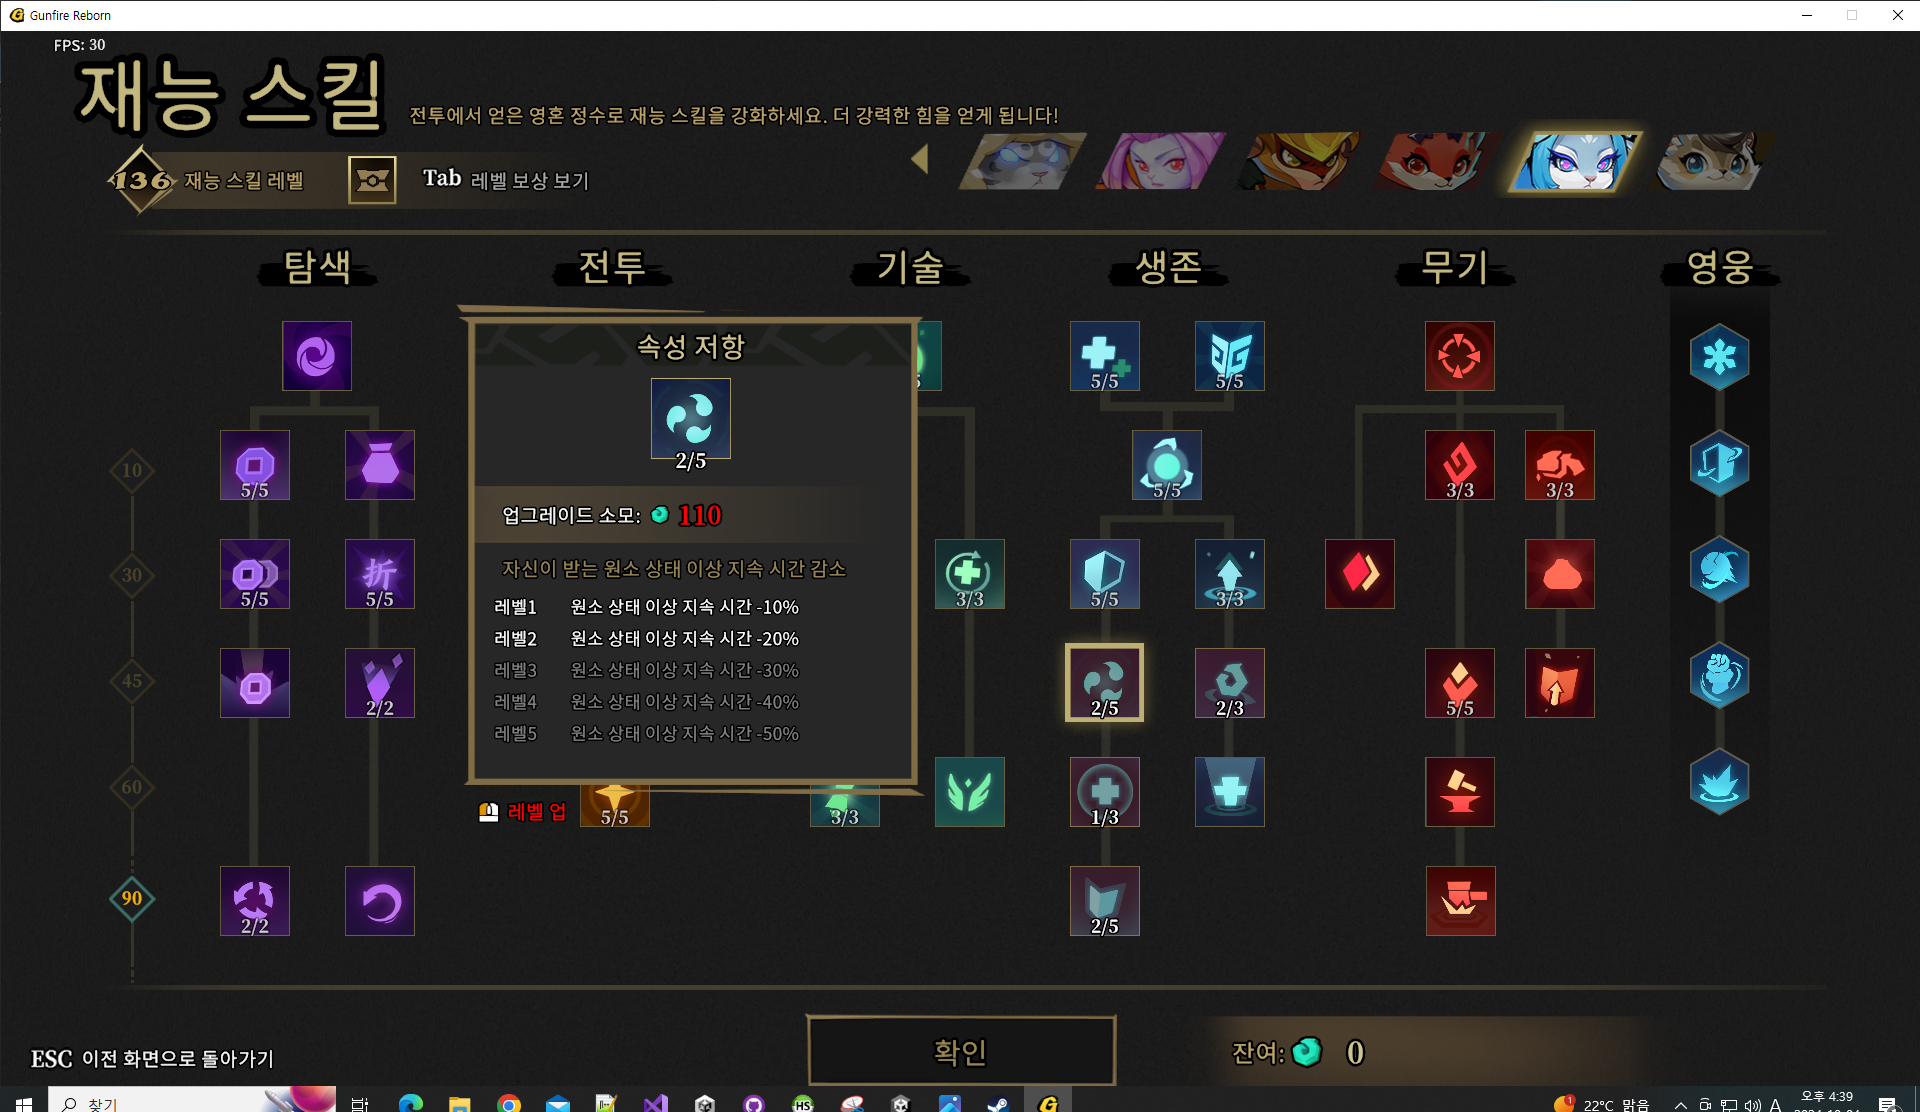 Gunfire Reborn
FPS: 30
재능 스킬
전투에서 얻은 영혼 정수로 재능 스킬을 강화하세요. 더 강력한 힘을 얻게 됩니다!
136 재능 스킬 레벨
Tab 레벨 보상 보기
탐색 전투 기술 생존 무기 영웅
속성 저항
2/5
업그레이드 소모: 110
자신이 받는 원소 상태 이상 지속 시간 감소
레벨1 원소 상태 이상 지속 시간 -10%
레벨2 원소 상태 이상 지속 시간 -20%
레벨3 원소 상태 이상 지속 시간 -30%
레벨4 원소 상태 이상 지속 시간 -40%
레벨5 원소 상태 이상 지속 시간 -50%
레벨 업
5/5 5/5
10 5/5 5/5 3/3 3/3
30 5/5 折 5/5 3/3 5/5 3/3
45 2/2 2/5 2/3 5/5
60 5/5 3/3 1/3
90 2/2 2/5
ESC 이전 화면으로 돌아가기
확인
잔여: 0
찾기
HS
1
22°C 맑음
A
오후 4:39